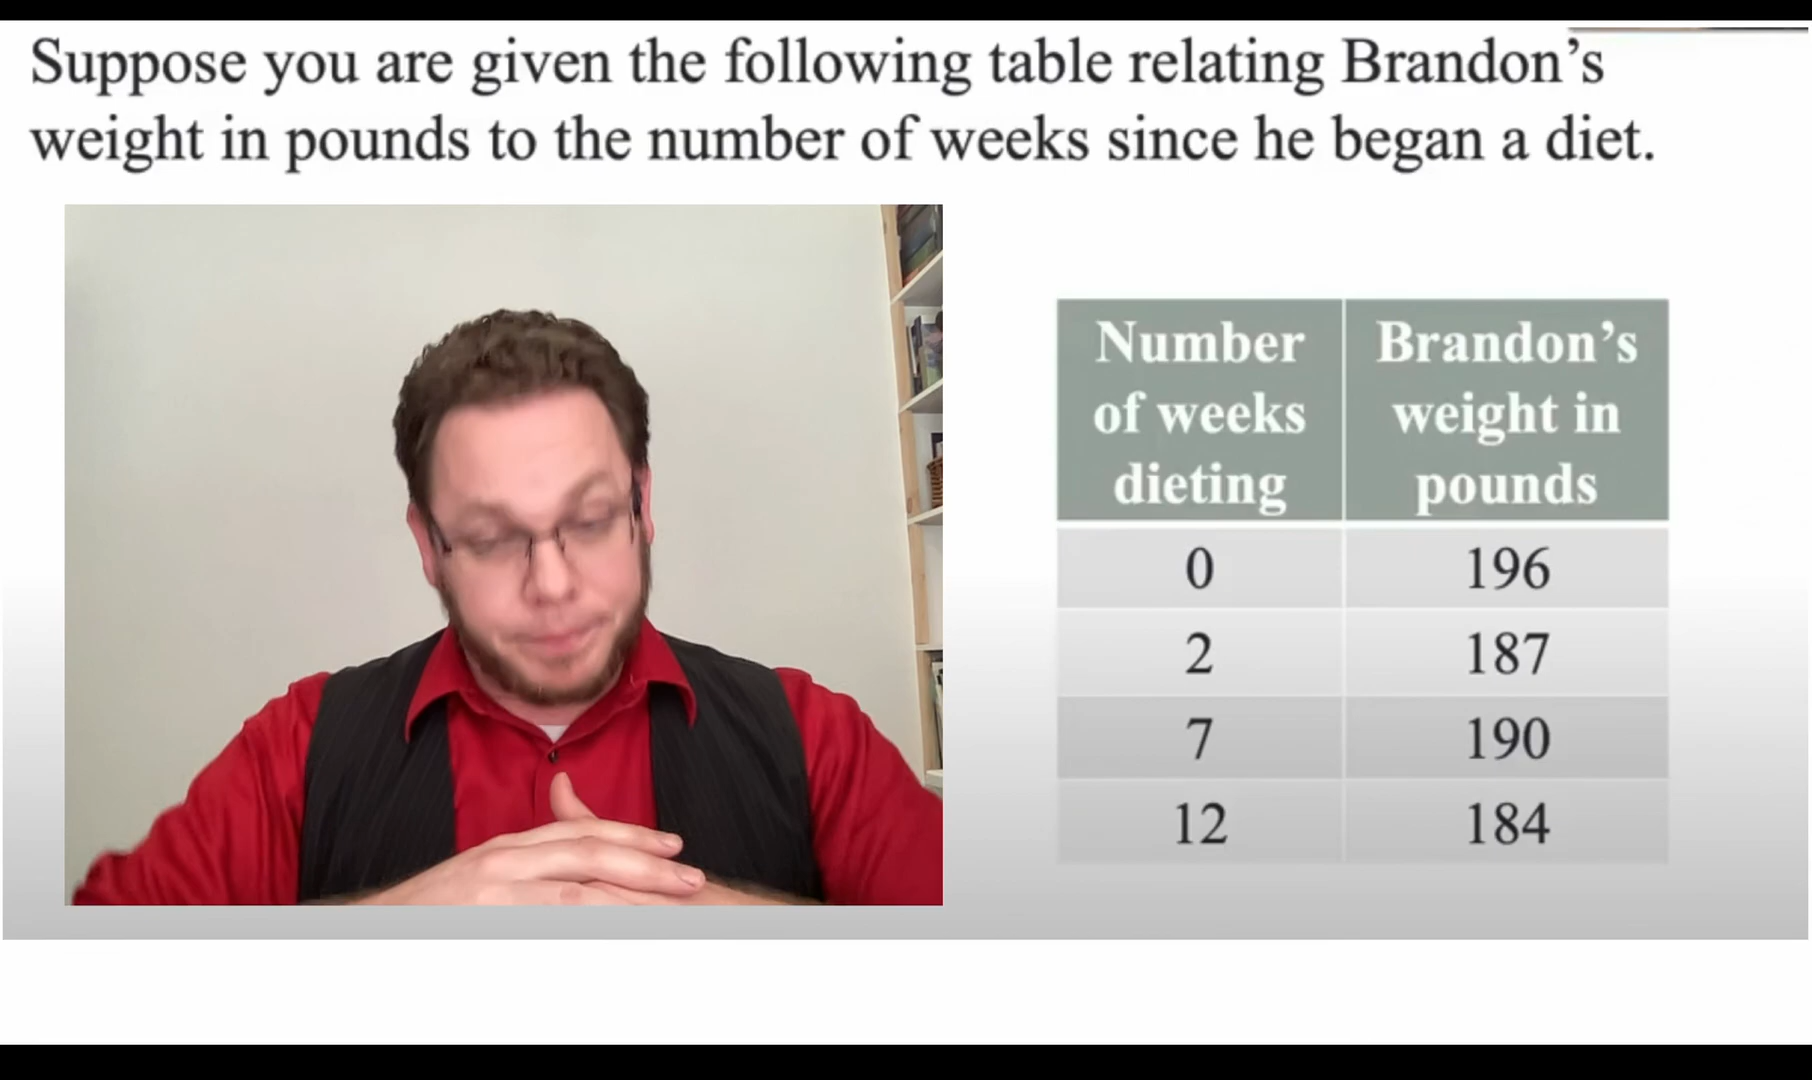 Suppose you are given the following table relating Brandon’s
weight in pounds to the number of weeks since he began a diet.
Number of weeks dieting
Brandon’s weight in pounds
0 196
2 187
7 190
12 184